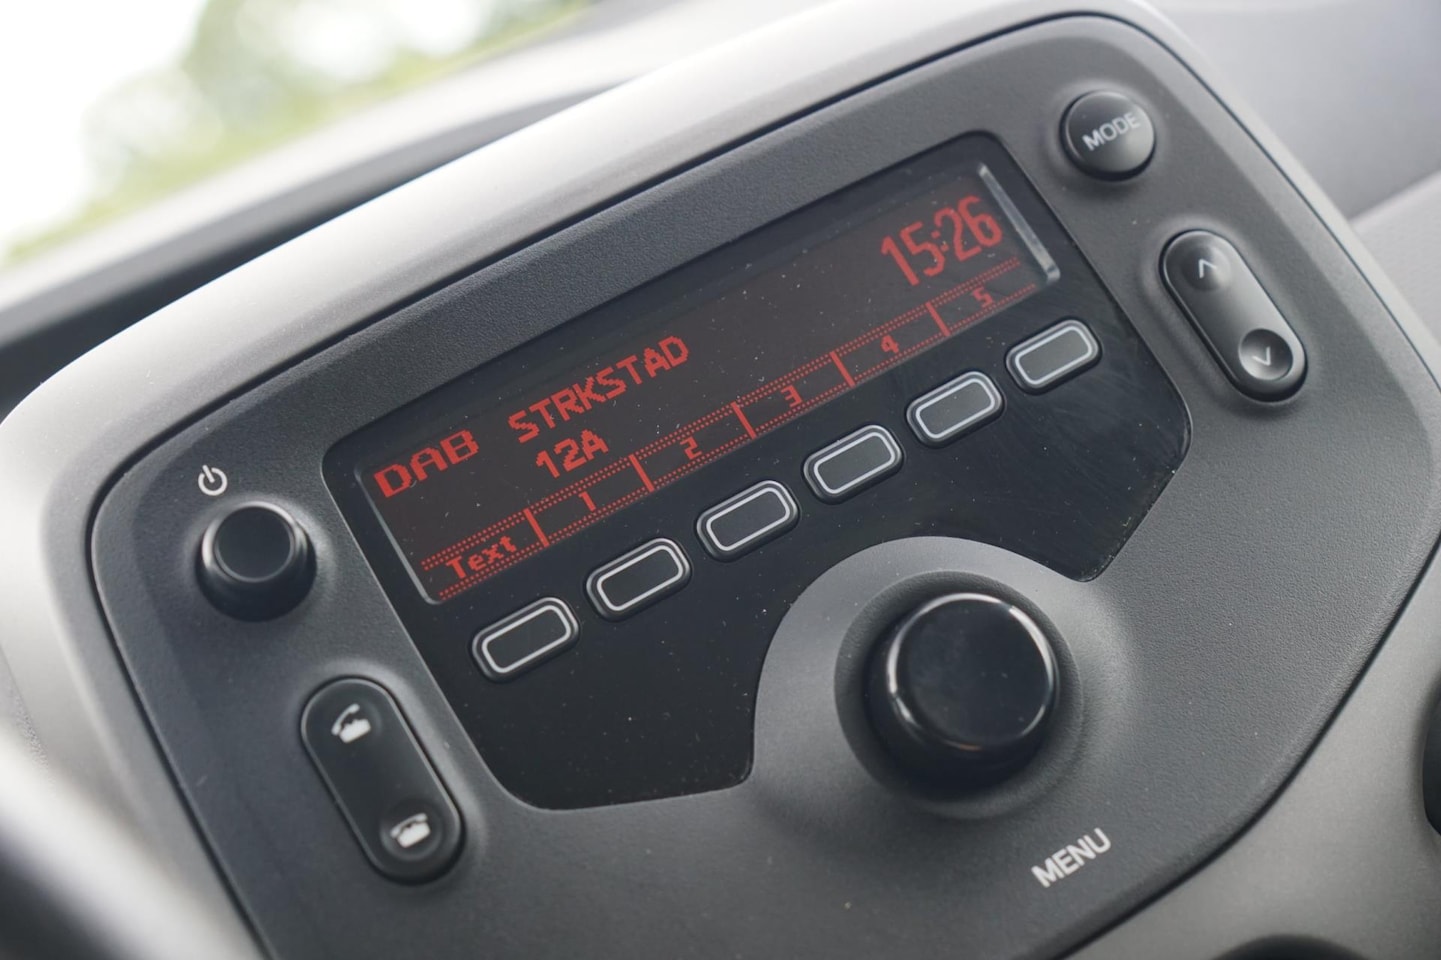 MODE
15:26
DAB STRKSTAD
12A
Text 1 2 3 4 5
MENU